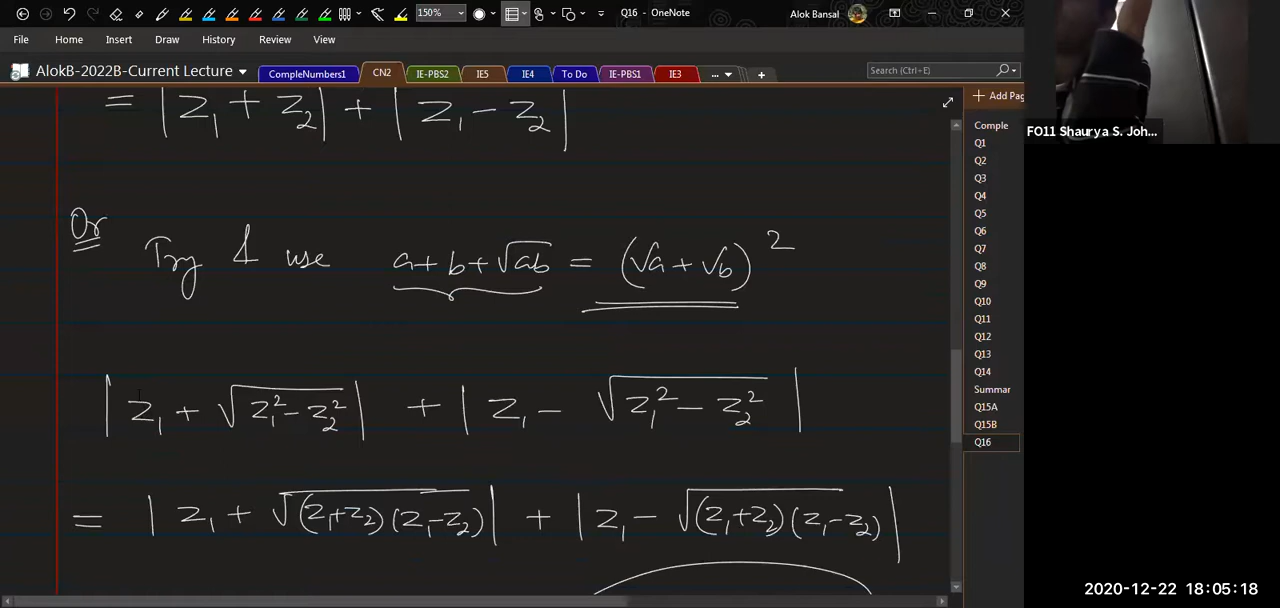 150% Q16 - OneNote Alok Bansal
File Home Insert Draw History Review View
AlokB-2022B-Current Lecture CompleNumbers1 CN2 IE-PBS2 IE5 IE4 To Do IE-PBS1 IE3 ... + Search (Ctrl+E)
+ Add Pag
Comple
Q1
Q2
Q3
Q4
Q5
Q6
Q7
Q8
Q9
Q10
Q11
Q12
Q13
Q14
Summar
Q15A
Q15B
Q16
FO11 Shaurya S. Joh...
= |z₁ + z₂| + |z₁ - z₂|
Or
Try & use a + b + √ab = (√a + √b)²
|z₁ + √(z₁² - z₂²)| + |z₁ - √(z₁² - z₂²)|
= |z₁ + √((z₁+z₂)(z₁-z₂))| + |z₁ - √((z₁+z₂)(z₁-z₂))|
2020-12-22 18:05:18